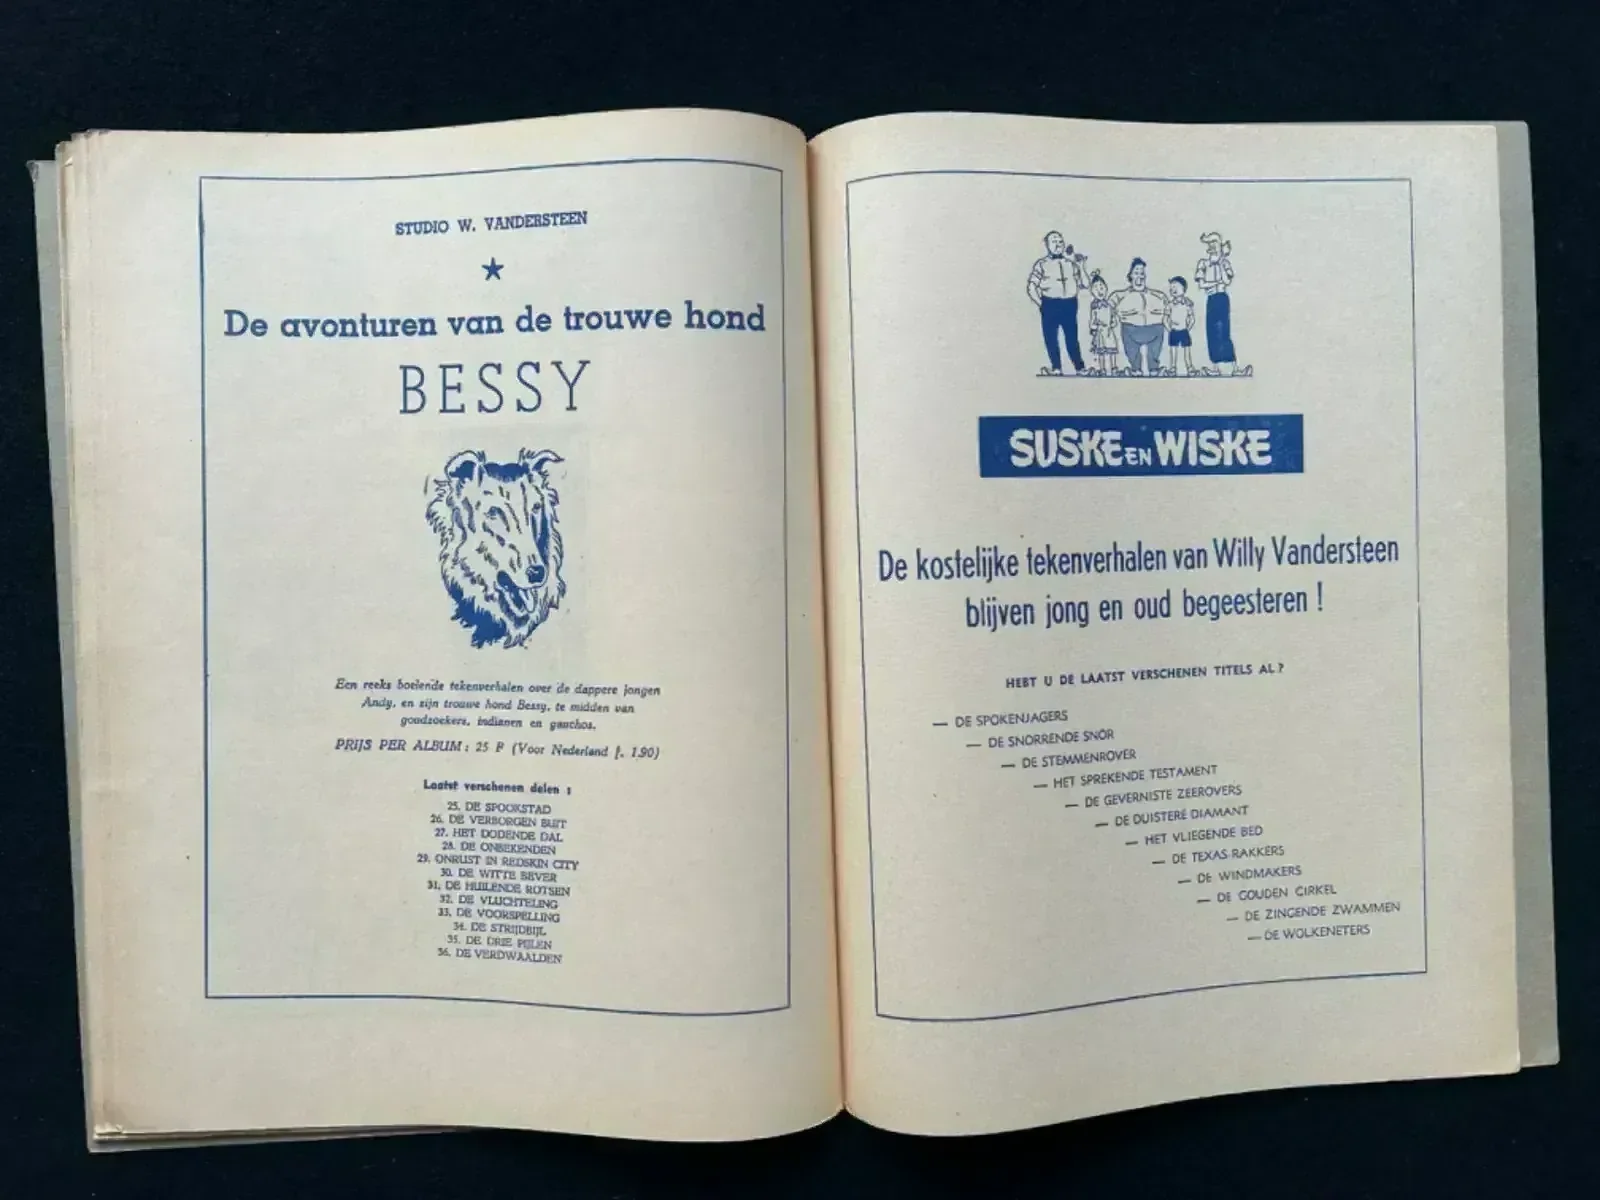 STUDIO W. VANDERSTEEN
De avonturen van de trouwe hond
BESSY
Een reeks boeiende tekenverhalen over de dappere jongen
Andy, en zijn trouwe hond Bessy, te midden van
goudzoekers, indianen en gauchos.
PRIJS PER ALBUM: 25 F (Voor Nederland f. 1,90)
Laatst verschenen delen :
25. DE SPOOKSTAD
26. DE VERBORGEN BUIT
27. HET DODENDE DAL
28. DE ONBEKENDEN
29. ONRUST IN REDSKIN CITY
30. DE WITTE BEVER
31. DE HUILENDE ROTSEN
32. DE VLUCHTELING
33. DE VOORSPELLING
34. DE STRIJDBIJL
35. DE DRIE PIJLEN
36. DE VERDWAALDEN
SUSKE EN WISKE
De kostelijke tekenverhalen van Willy Vandersteen
blijven jong en oud begeesteren !
HEBT U DE LAATST VERSCHENEN TITELS AL ?
— DE SPOKENJAGERS
— DE SNORRENDE SNOR
— DE STEMMENROVER
— HET SPREKENDE TESTAMENT
— DE GEVERNISTE ZEEROVERS
— DE DUISTERE DIAMANT
— HET VLIEGENDE BED
— DE TEXAS RAKKERS
— DE WINDMAKERS
— DE GOUDEN CIRKEL
— DE ZINGENDE ZWAMMEN
— DE WOLKENETERS